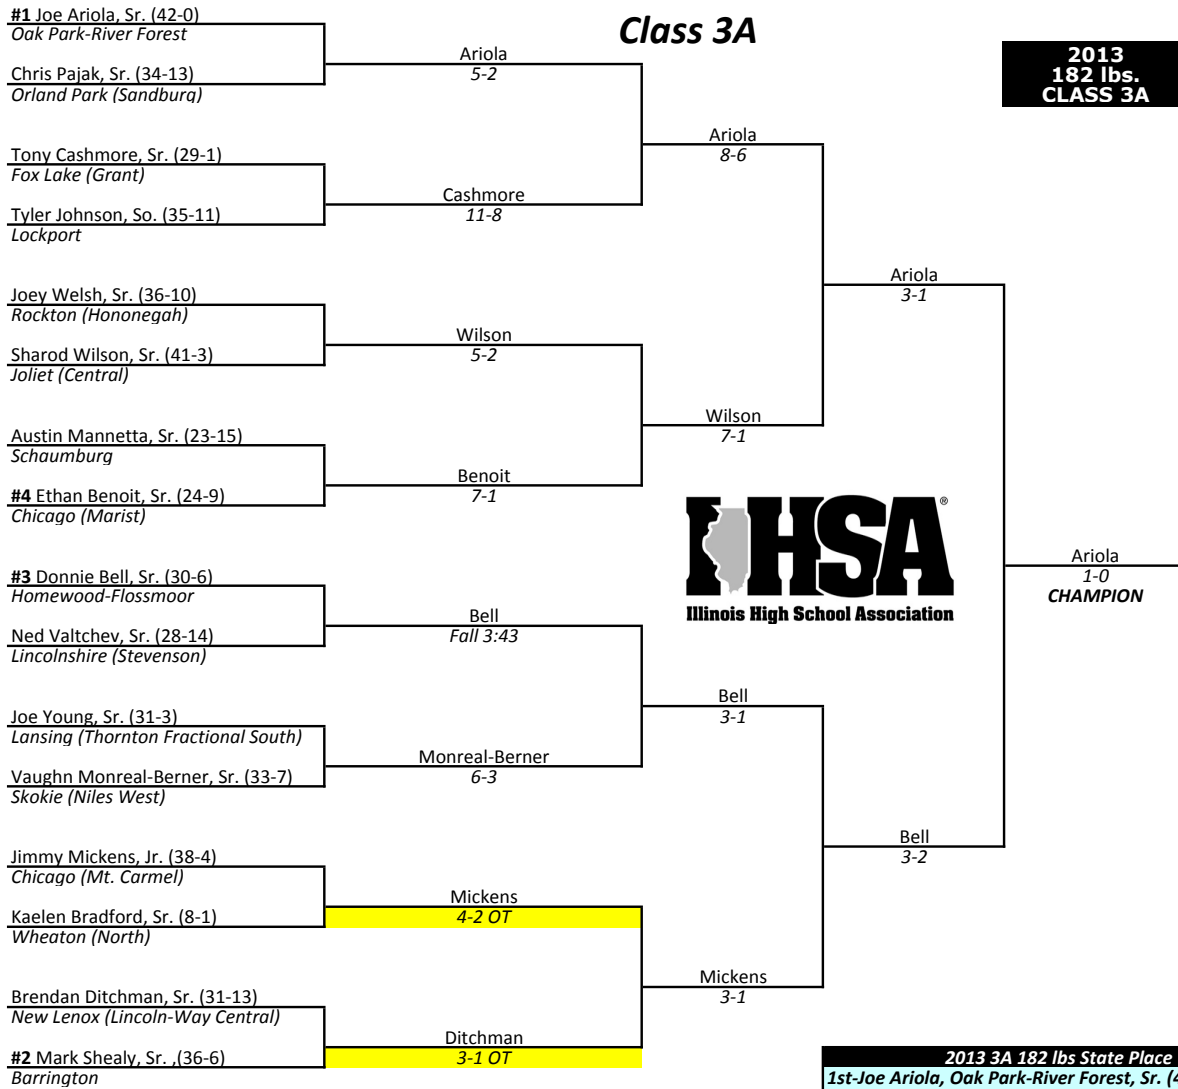 Class 3A
2013
182 lbs.
CLASS 3A
#1 Joe Ariola, Sr. (42-0)
Oak Park-River Forest
Chris Pajak, Sr. (34-13)
Orland Park (Sandburg)
Ariola
5-2
Tony Cashmore, Sr. (29-1)
Fox Lake (Grant)
Tyler Johnson, So. (35-11)
Lockport
Cashmore
11-8
Ariola
8-6
Joey Welsh, Sr. (36-10)
Rockton (Hononegah)
Sharod Wilson, Sr. (41-3)
Joliet (Central)
Wilson
5-2
Austin Mannetta, Sr. (23-15)
Schaumburg
#4 Ethan Benoit, Sr. (24-9)
Chicago (Marist)
Benoit
7-1
Wilson
7-1
Ariola
3-1
#3 Donnie Bell, Sr. (30-6)
Homewood-Flossmoor
Ned Valtchev, Sr. (28-14)
Lincolnshire (Stevenson)
Bell
Fall 3:43
Joe Young, Sr. (31-3)
Lansing (Thornton Fractional South)
Vaughn Monreal-Berner, Sr. (33-7)
Skokie (Niles West)
Monreal-Berner
6-3
Bell
3-1
Jimmy Mickens, Jr. (38-4)
Chicago (Mt. Carmel)
Kaelen Bradford, Sr. (8-1)
Wheaton (North)
Mickens
4-2 OT
Brendan Ditchman, Sr. (31-13)
New Lenox (Lincoln-Way Central)
#2 Mark Shealy, Sr. ,(36-6)
Barrington
Ditchman
3-1 OT
Mickens
3-1
Bell
3-2
IHSA®
Illinois High School Association
Ariola
1-0
CHAMPION
2013 3A 182 lbs State Place
1st-Joe Ariola, Oak Park-River Forest, Sr. (4